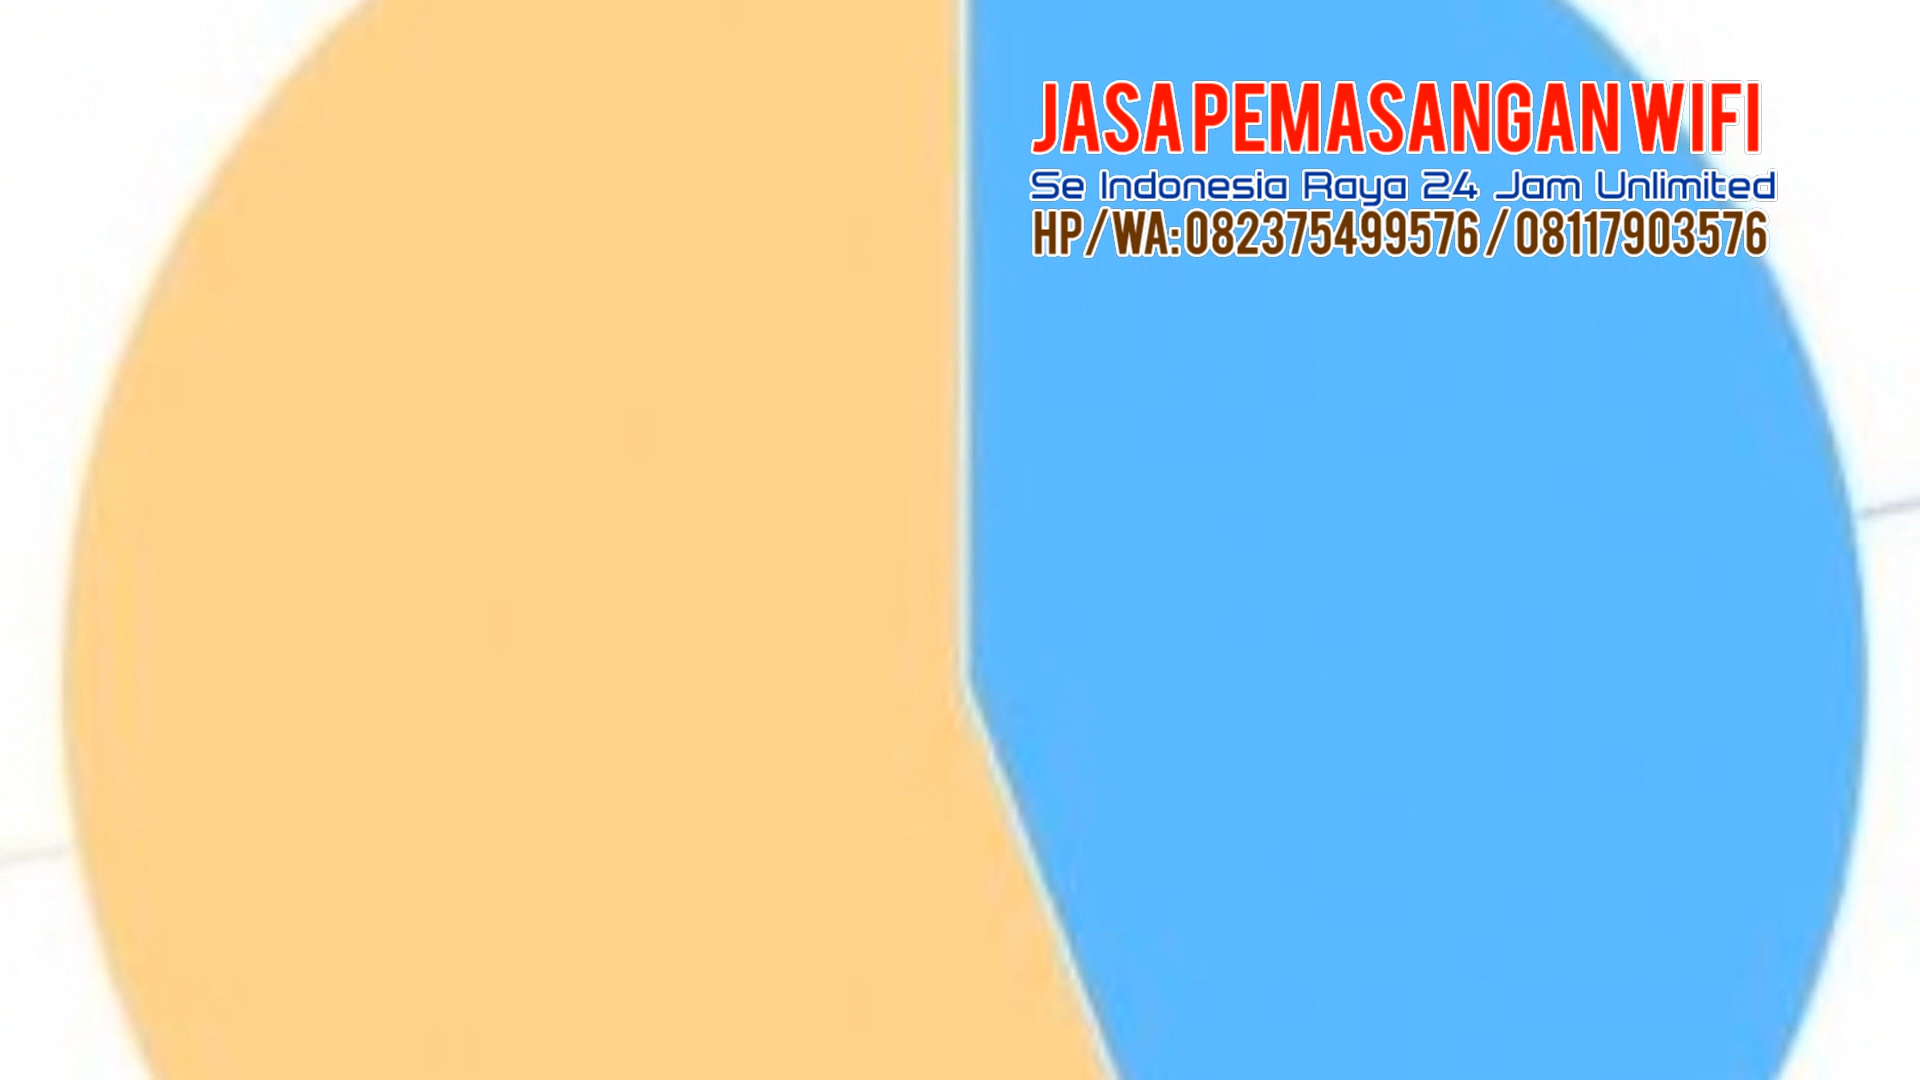 JASA PEMASANGAN WIFI
Se Indonesia Raya 24 Jam Unlimited
HP/WA: 082375499576 / 08117903576